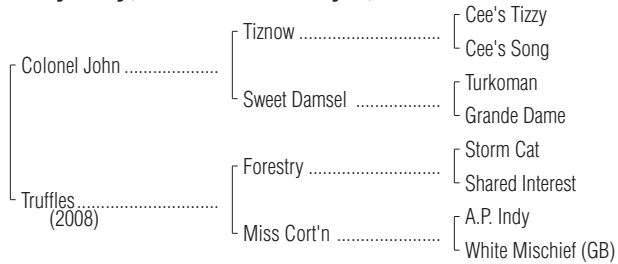 Cee's Tizzy
Tiznow
Cee's Song
Colonel John
Turkoman
Sweet Damsel
Grande Dame
Storm Cat
Forestry
Shared Interest
Truffles
(2008)
A.P. Indy
Miss Cort'n
White Mischief (GB)